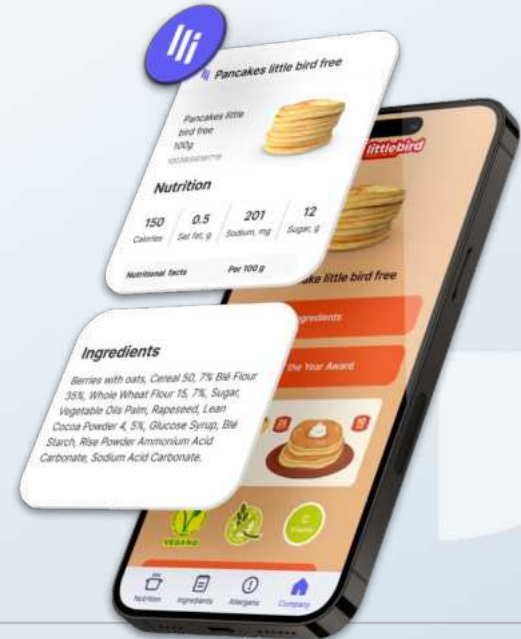 Pancakes little bird free
Pancakes little
bird free
100g
Nutrition
150
Calories
0.5
Sat fat, g
201
Sodium, mg
12
Sugar, g
Nutritional facts
Per 100 g
Ingredients
Berries with oats, Cereal 50, 7% Blé Flour
35%, Whole Wheat Flour 15, 7%, Sugar,
Vegetable Oils Palm, Rapeseed, Lean
Cocoa Powder 4, 5%, Glucose Syrup, Blé
Starch, Rise Powder Ammonium Acid
Carbonate, Sodium Acid Carbonate.
littlebird
ake little bird free
ngredients
the Year Award
VEGANO
Nutrition
Ingredients
Allergens
Company